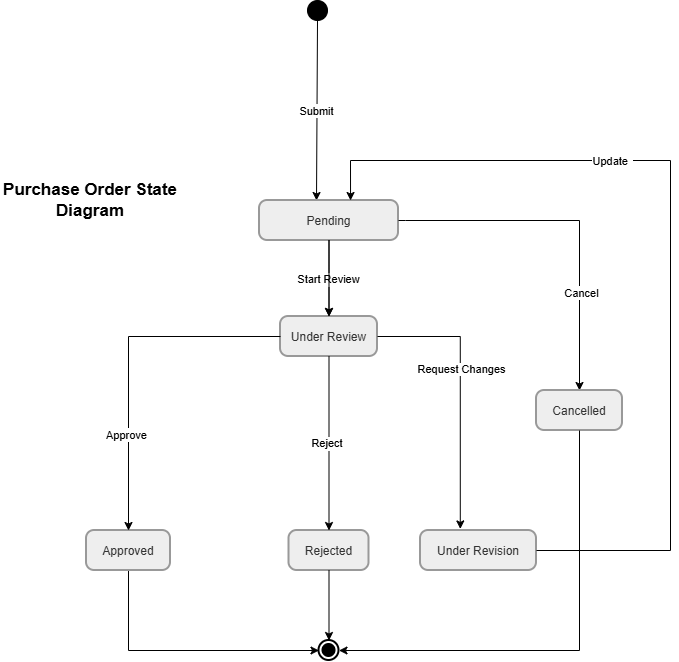 Submit
Update
Purchase Order State
Diagram
Pending
Start Review
Cancel
Under Review
Request Changes
Cancelled
Approve
Reject
Approved
Rejected
Under Revision